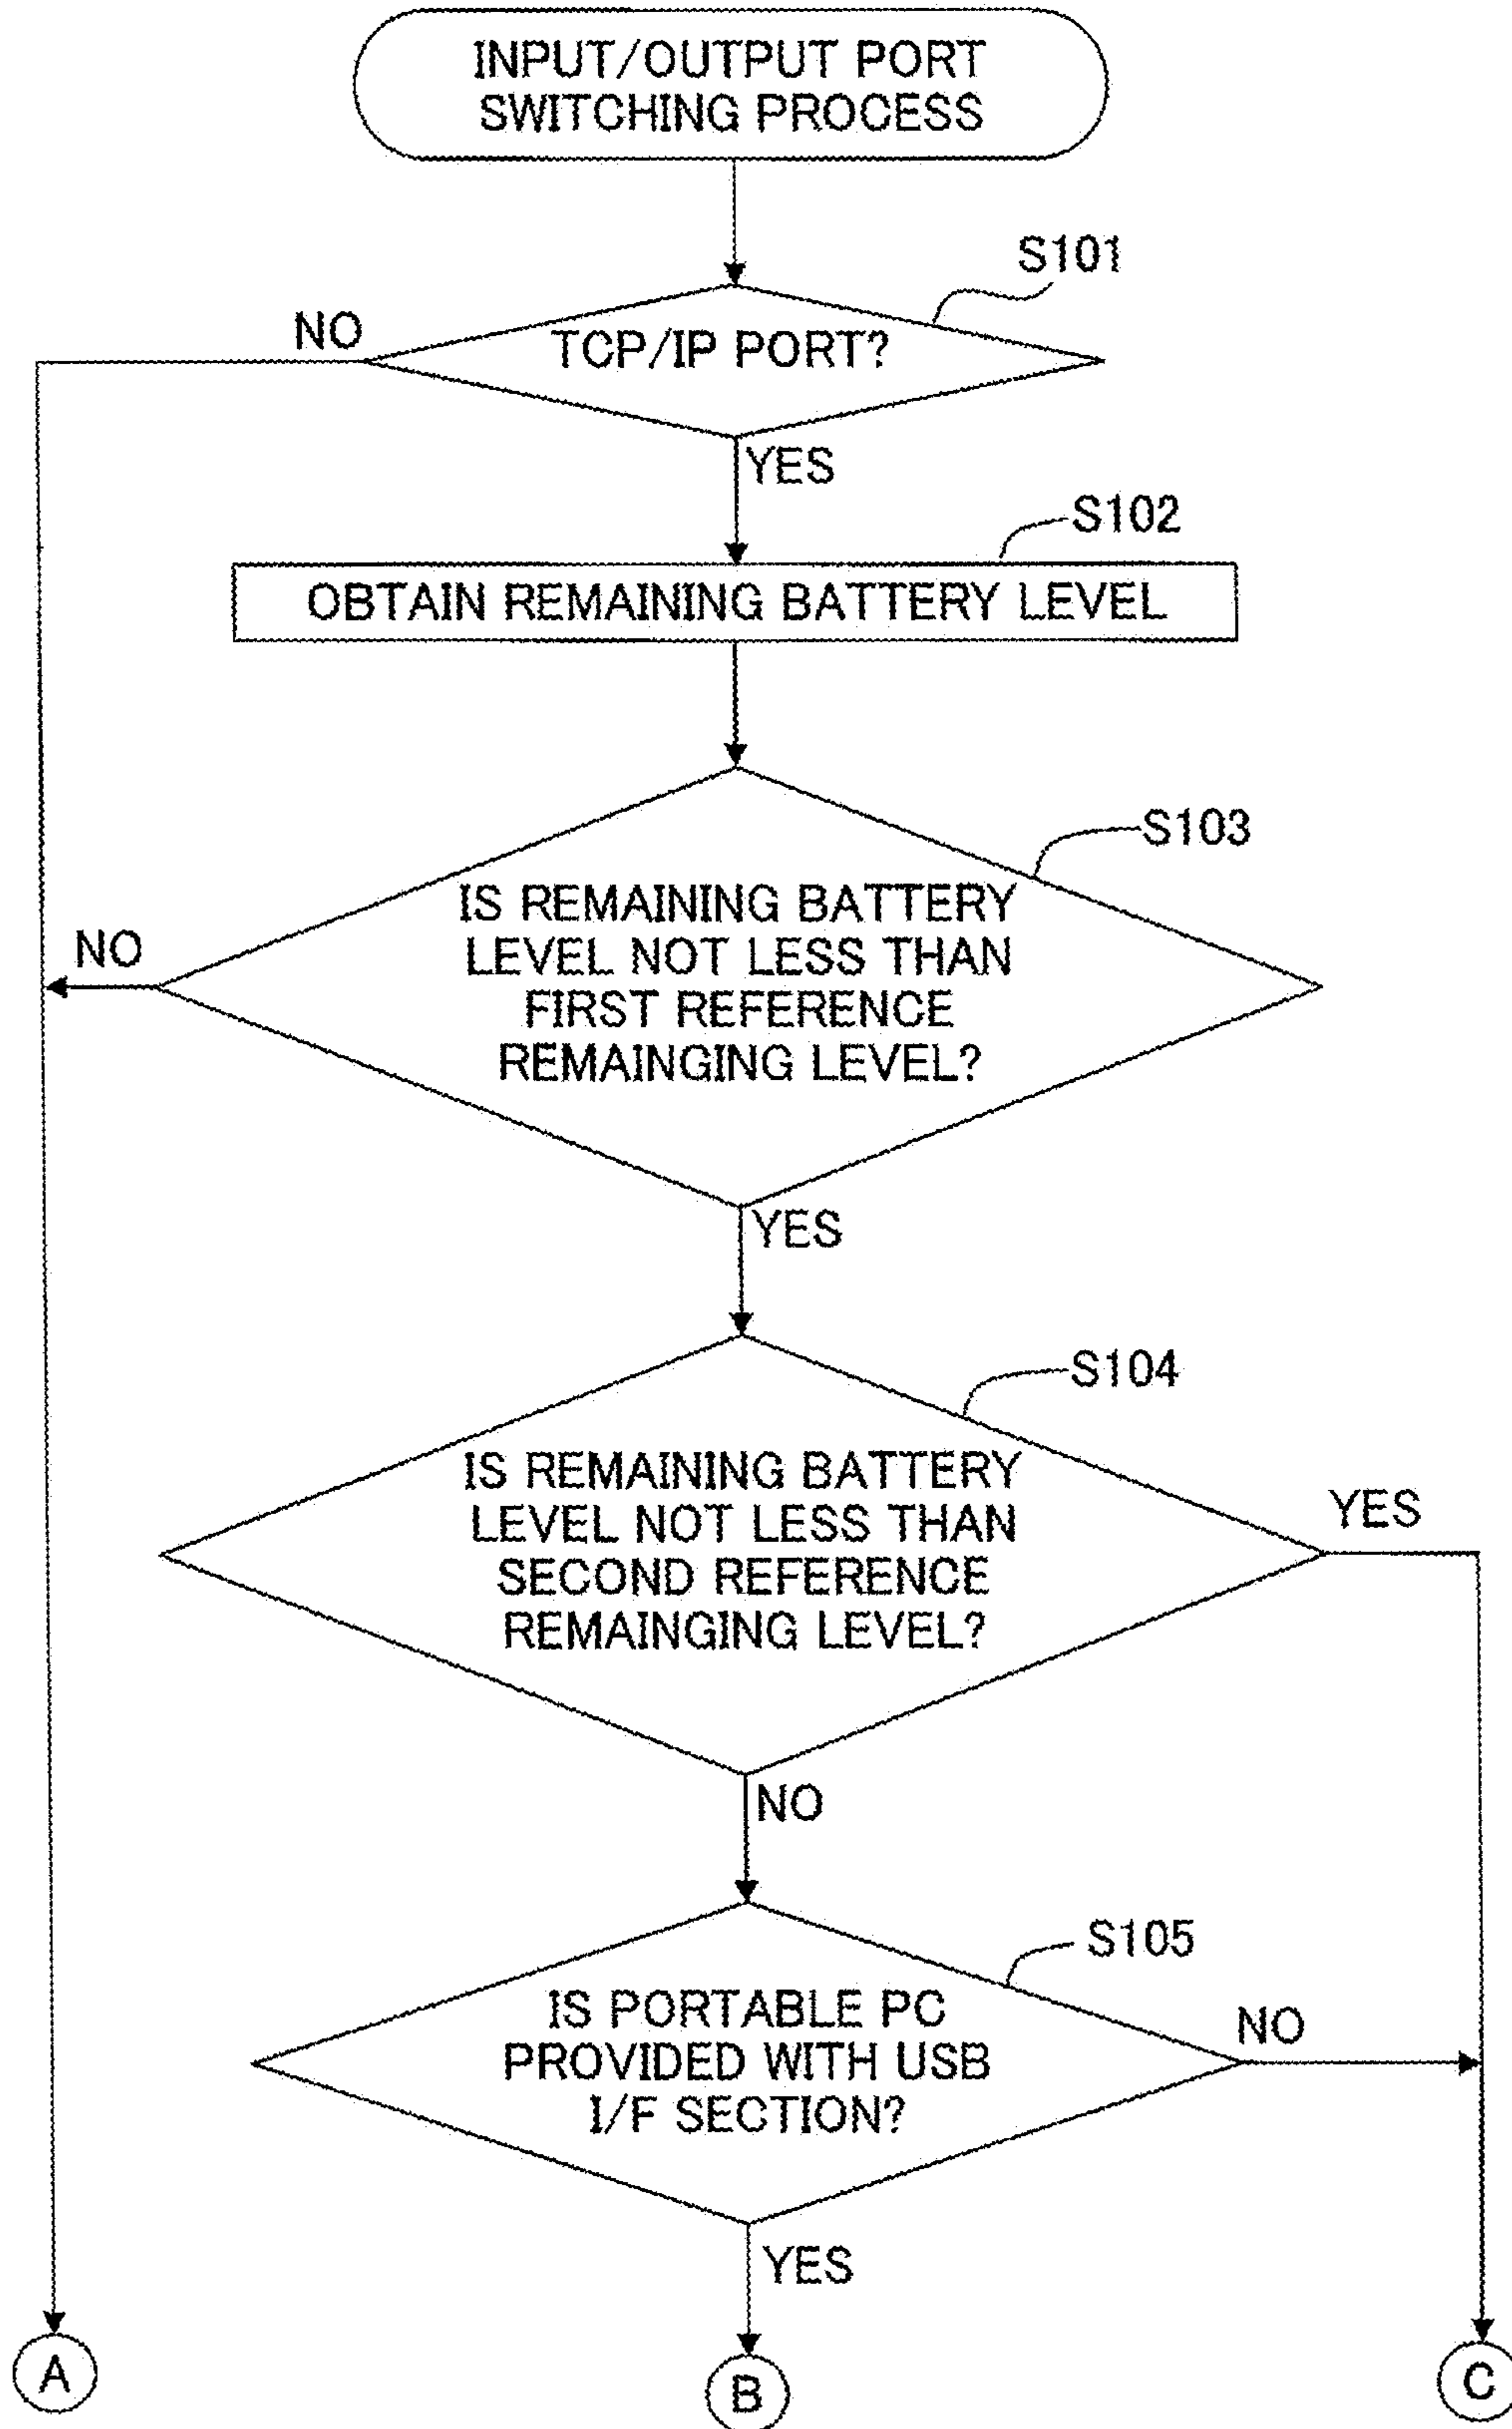 INPUT/OUTPUT PORT
SWITCHING PROCESS
S101
NO
TCP/IP PORT?
YES
S102
OBTAIN REMAINING BATTERY LEVEL
S103
IS REMAINING BATTERY
NO
LEVEL NOT LESS THAN
FIRST REFERENCE
REMAINGING LEVEL?
YES
S104
IS REMAINING BATTERY
YES
LEVEL NOT LESS THAN
SECOND REFERENCE
REMAINGING LEVEL?
NO
S105
IS PORTABLE PC
NO
PROVIDED WITH USB
I/F SECTION?
YES
A
B
C